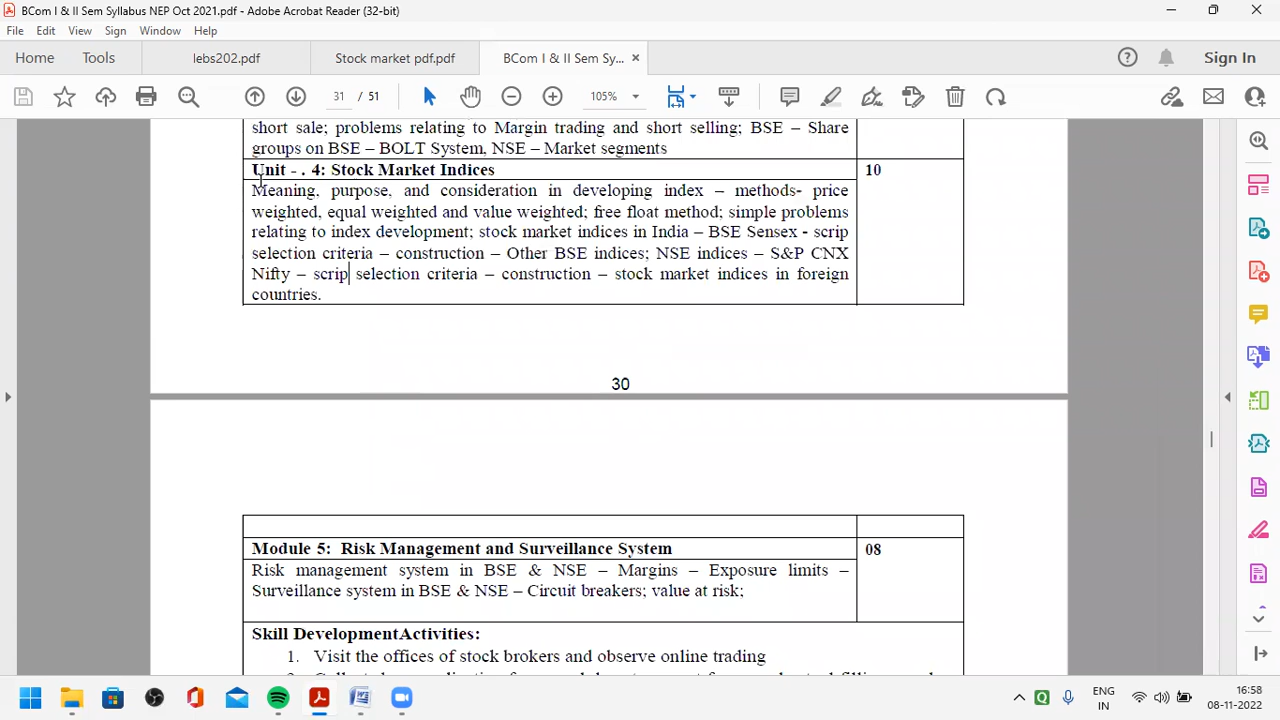 BCom I & II Sem Syllabus NEP Oct 2021.pdf - Adobe Acrobat Reader (32-bit)
File Edit View Sign Window Help
Home Tools lebs202.pdf Stock market pdf.pdf BCom I & II Sem Sy... × Sign In
31 / 51 105%
short sale; problems relating to Margin trading and short selling; BSE – Share
groups on BSE – BOLT System, NSE – Market segments
Unit - . 4: Stock Market Indices 10
Meaning, purpose, and consideration in developing index – methods- price
weighted, equal weighted and value weighted; free float method; simple problems
relating to index development; stock market indices in India – BSE Sensex - scrip
selection criteria – construction – Other BSE indices; NSE indices – S&P CNX
Nifty – scrip selection criteria – construction – stock market indices in foreign
countries.
30
Module 5: Risk Management and Surveillance System 08
Risk management system in BSE & NSE – Margins – Exposure limits –
Surveillance system in BSE & NSE – Circuit breakers; value at risk;
Skill DevelopmentActivities:
1. Visit the offices of stock brokers and observe online trading
ENG 16:58
IN 08-11-2022